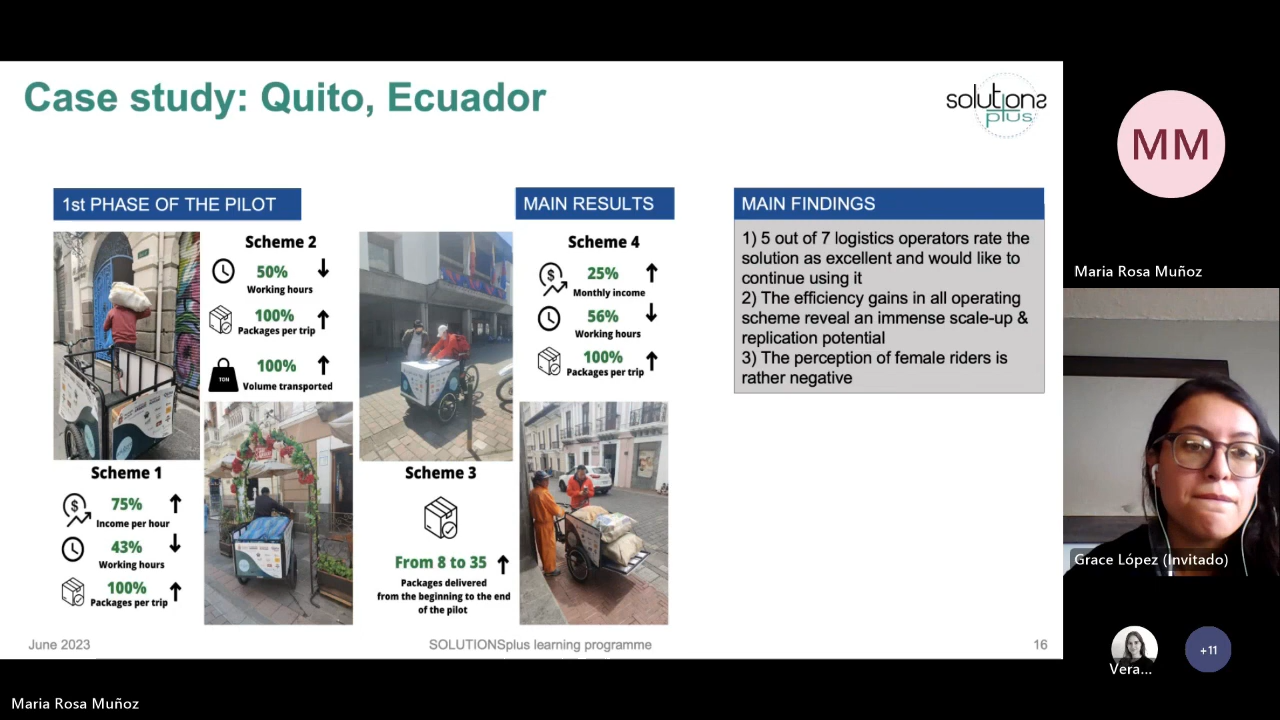 Case study: Quito, Ecuador
solutions
plus
1st PHASE OF THE PILOT
Scheme 2
50%
Working hours
100%
Packages per trip
TON
100%
Volume transported
Scheme 1
75%
Income per hour
43%
Working hours
100%
Packages per trip
MAIN RESULTS
Scheme 4
$
25%
Monthly income
56%
Working hours
100%
Packages per trip
Scheme 3
From 8 to 35
Packages delivered
from the beginning to the end
of the pilot
MAIN FINDINGS
1) 5 out of 7 logistics operators rate the
solution as excellent and would like to
continue using it
2) The efficiency gains in all operating
scheme reveal an immense scale-up &
replication potential
3) The perception of female riders is
rather negative
June 2023
SOLUTIONSplus learning programme
16
MM
Maria Rosa Muñoz
Grace López (Invitado)
Vera...
+11
Maria Rosa Muñoz